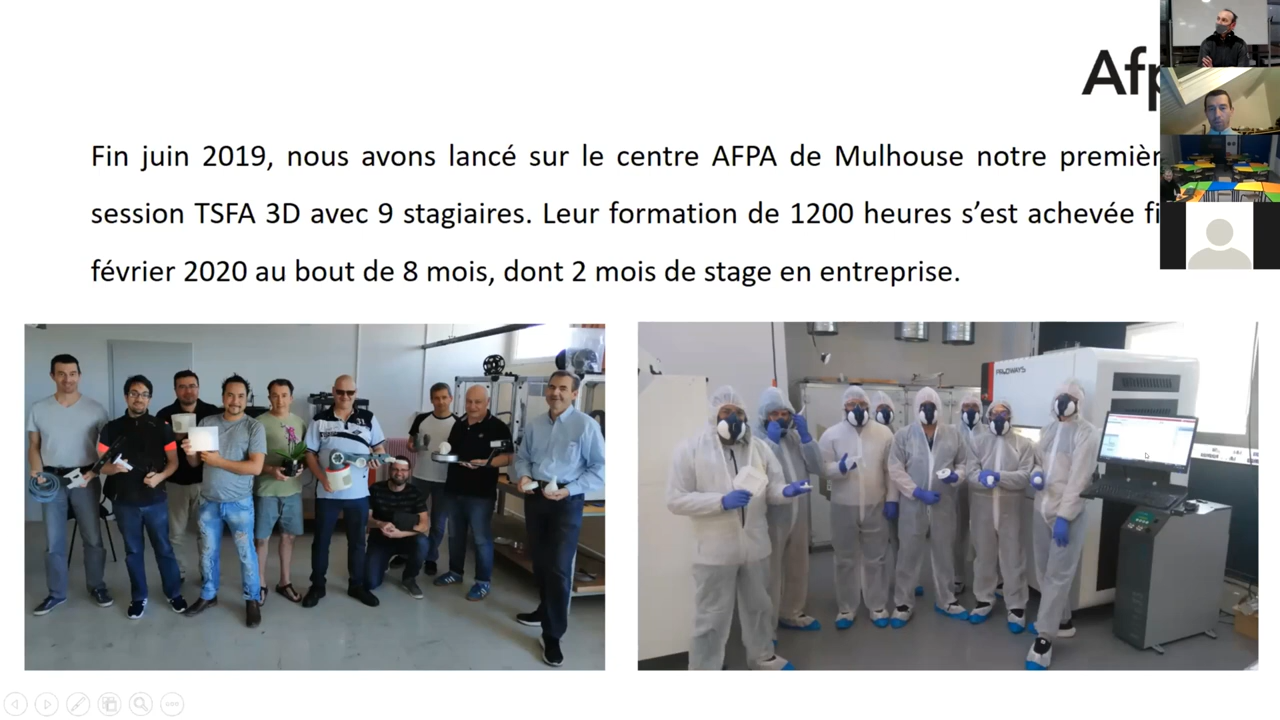 Afp
Fin juin 2019, nous avons lancé sur le centre AFPA de Mulhouse notre premièr
session TSFA 3D avec 9 stagiaires. Leur formation de 1200 heures s’est achevée fi
février 2020 au bout de 8 mois, dont 2 mois de stage en entreprise.
PRODWAYS